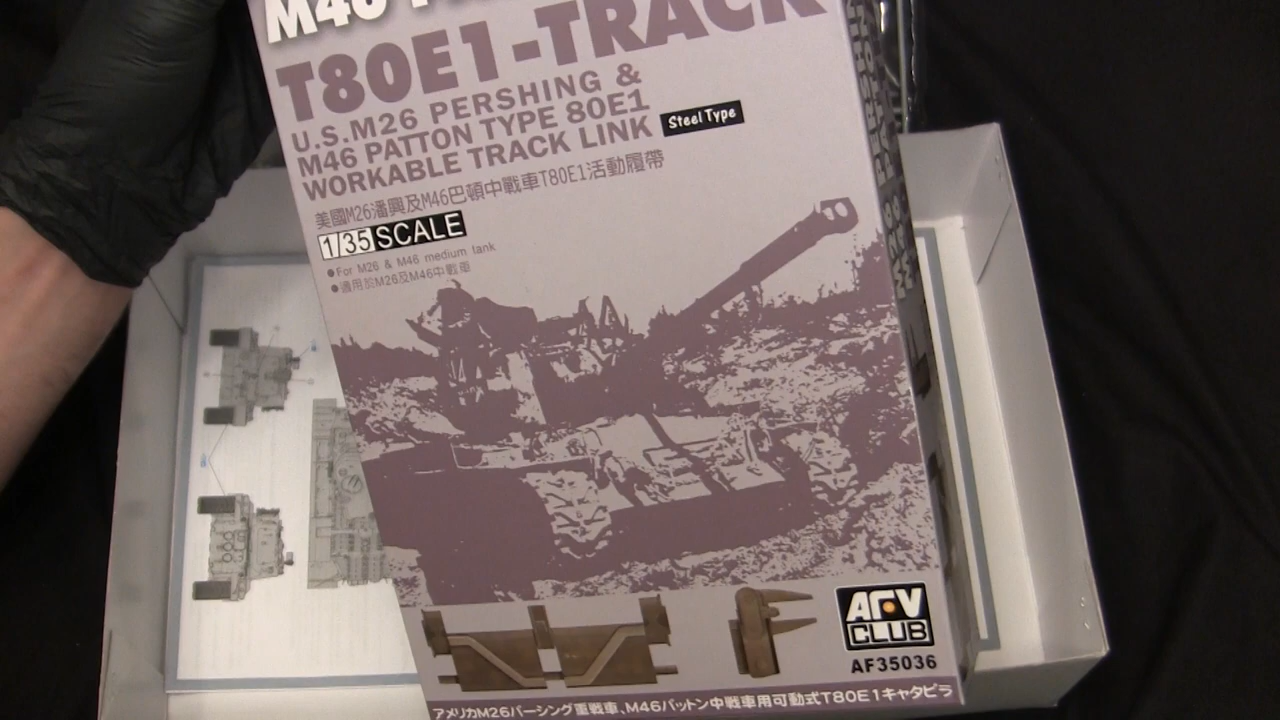 M46
T80E1-TRACK
U.S.M26 PERSHING &
M46 PATTON TYPE 80E1
WORKABLE TRACK LINK
Steel Type
美國M26潘興及M46巴頓中戰車T80E1活動履帶
1/35 SCALE
●For M26 & M46 medium tank
●適用於M26及M46中戰車
AFV
CLUB
AF35036
アメリカM26パーシング重戦車、M46パットン中戦車用可動式T80E1キャタピラ